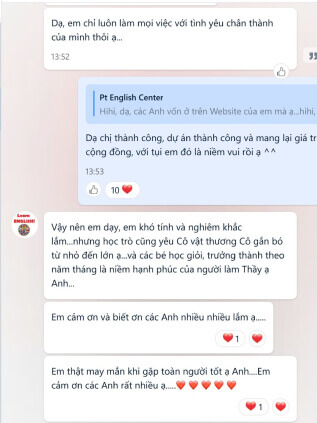 Dạ, em chỉ luôn làm mọi việc với tình yêu chân thành
của mình thôi ạ...
13:52
Pt English Center
Hihi, dạ, các Anh vốn ở trên Website của em mà ạ...hihi,
Dạ chị thành công, dự án thành công và mang lại giá tr
cộng đồng, với tụi em đó là niềm vui rồi ạ ^^
13:53
10
Learn
ENGLISH!
Vậy nên em dạy, em khó tính và nghiêm khắc
lắm...nhưng học trò cũng yêu Cô vật thương Cô gắn bó
từ nhỏ đến lớn ạ...và các bé học giỏi, trưởng thành theo
năm tháng là niềm hạnh phúc của người làm Thầy ạ
Anh...
Em cảm ơn và biết ơn các Anh nhiều nhiều lắm ạ.....
1
Em thật may mắn khi gặp toàn người tốt ạ Anh....Em
cảm ơn các Anh rất nhiều ạ.....
1